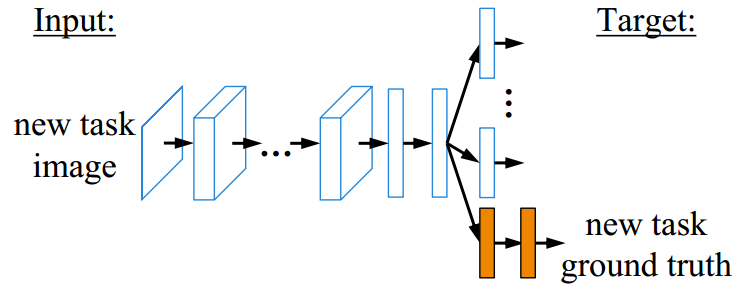 Input:
Target:
new task
image
...
...
new task
ground truth